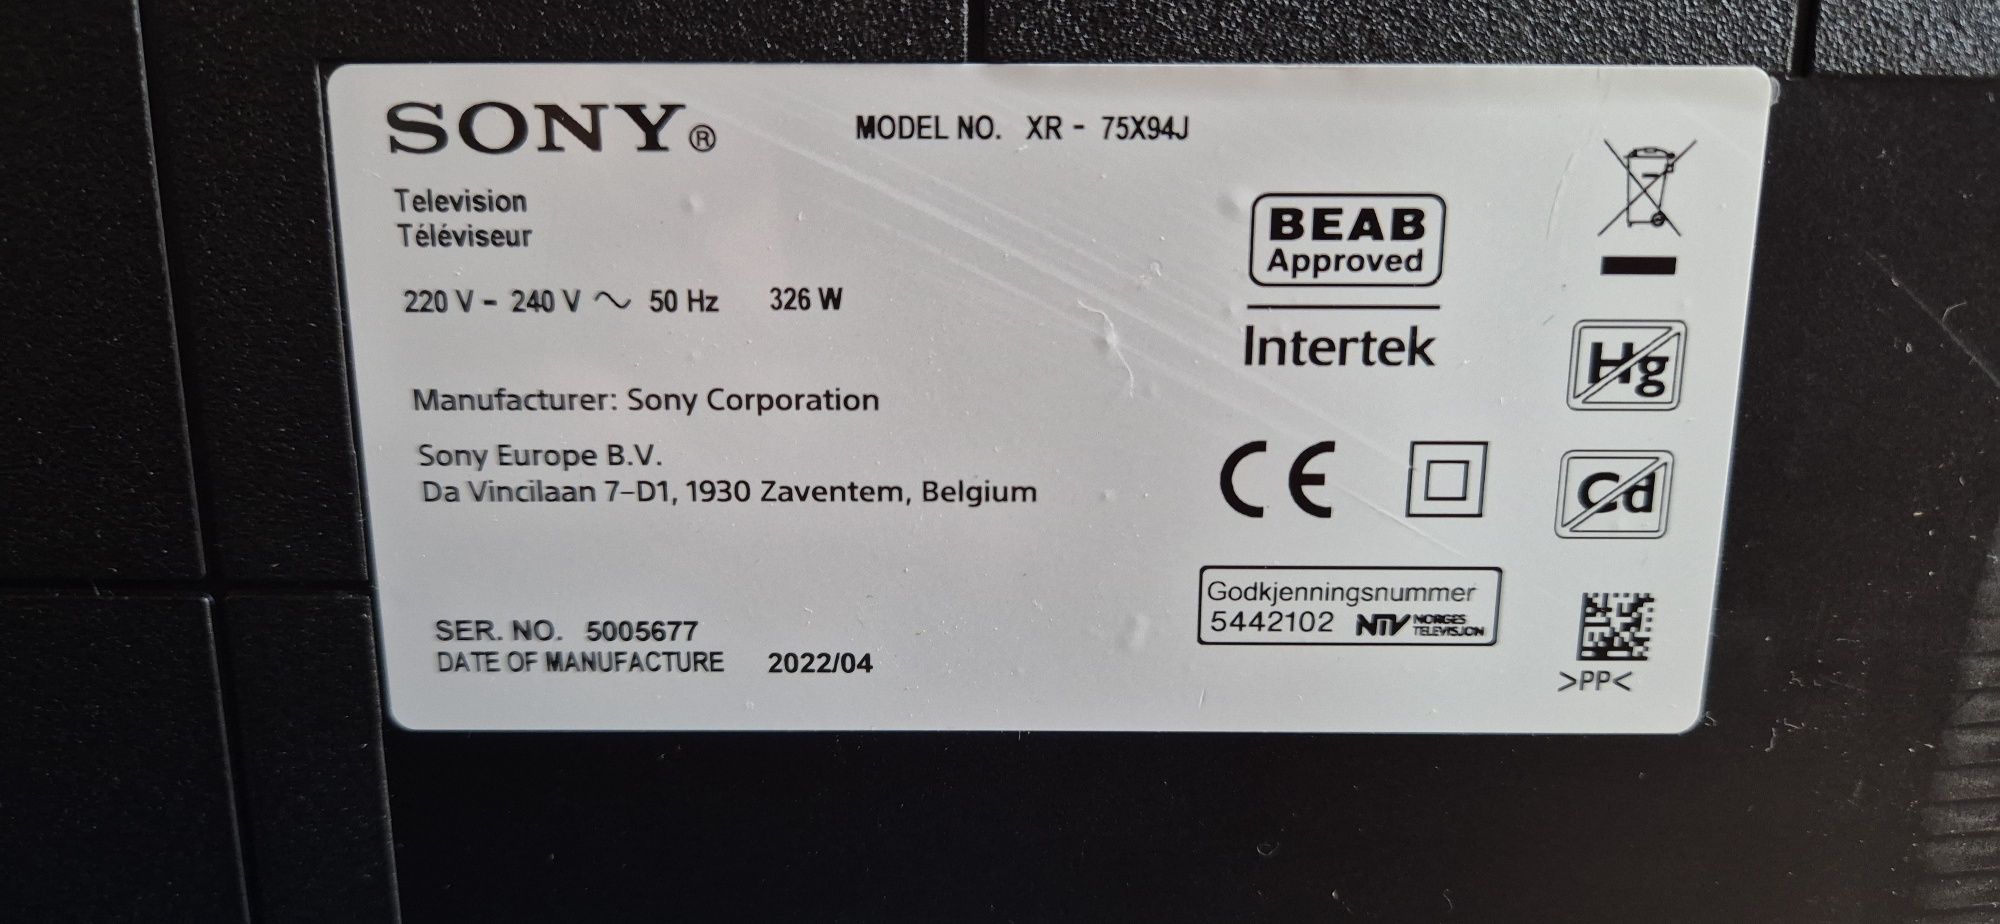 SONY®
MODEL NO. XR - 75X94J
Television
Téléviseur
220 V - 240 V ~ 50 Hz 326 W
Manufacturer: Sony Corporation
Sony Europe B.V.
Da Vincilaan 7-D1, 1930 Zaventem, Belgium
SER. NO. 5005677
DATE OF MANUFACTURE 2022/04
BEAB
Approved
Intertek
CE
Godkjenningsnummer
5442102 NTV NORGES
TELEVISJON
Hg
Cd
>PP<